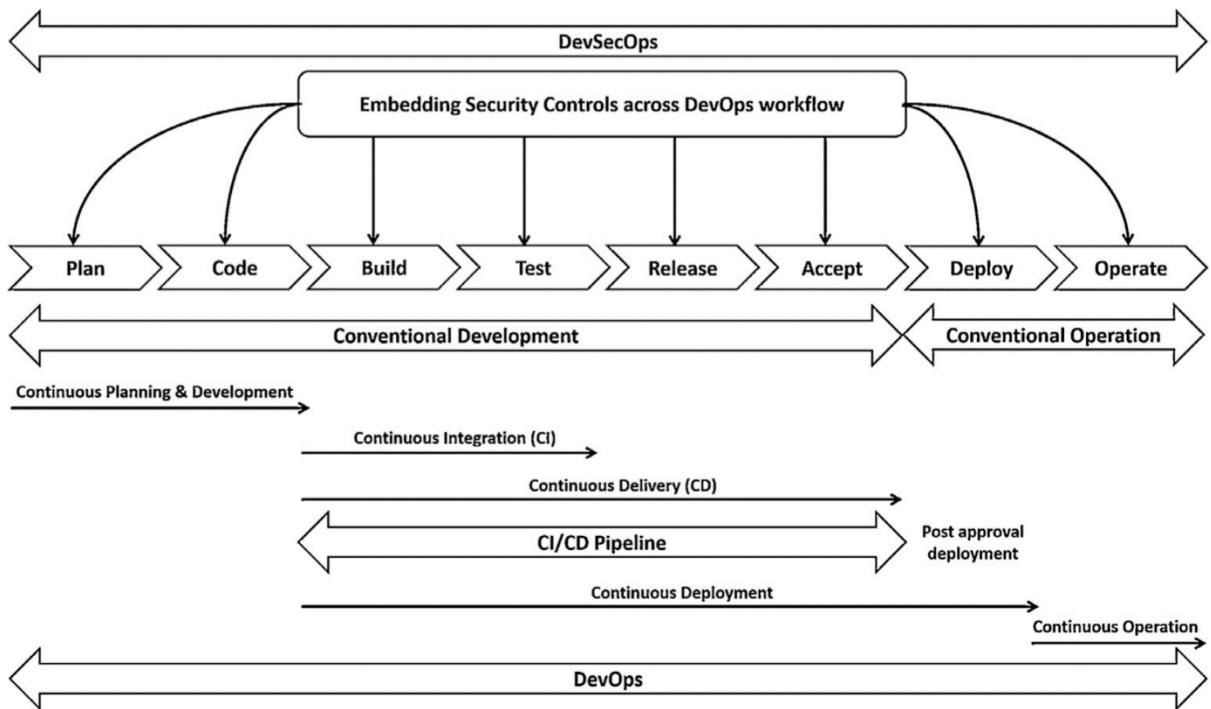 DevSecOps
Embedding Security Controls across DevOps workflow
Plan
Code
Build
Test
Release
Accept
Deploy
Operate
Conventional Development
Conventional Operation
Continuous Planning & Development
Continuous Integration (CI)
Continuous Delivery (CD)
CI/CD Pipeline
Post approval
deployment
Continuous Deployment
Continuous Operation
DevOps